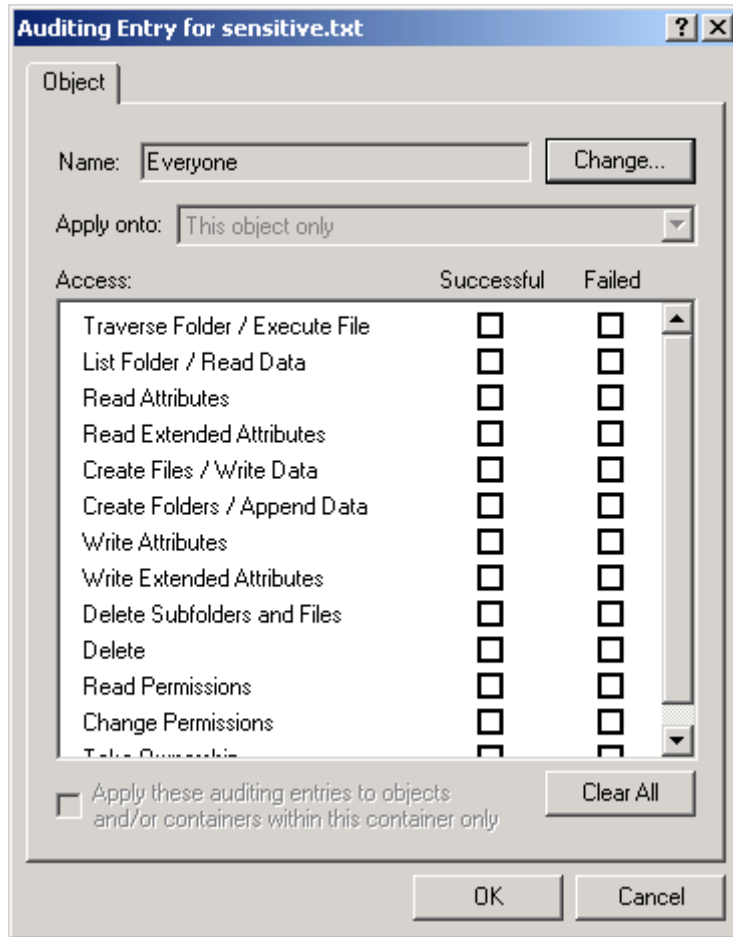 Auditing Entry for sensitive.txt
Object
Name: Everyone Change...
Apply onto: This object only
Access: Successful Failed
Traverse Folder / Execute File
List Folder / Read Data
Read Attributes
Read Extended Attributes
Create Files / Write Data
Create Folders / Append Data
Write Attributes
Write Extended Attributes
Delete Subfolders and Files
Delete
Read Permissions
Change Permissions
Take Ownership
Apply these auditing entries to objects
and/or containers within this container only
Clear All
OK Cancel